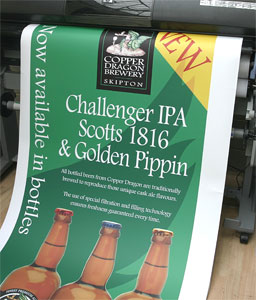 COPPER
DRAGON
BREWERY
SKIPTON
NEW
Now available in bottles
Challenger IPA
Scotts 1816
& Golden Pippin
All bottled beers from Copper Dragon are traditionally
brewed to reproduce those unique cask ale flavours.
The use of special filtration and filling technology
ensures freshness guaranteed every time.